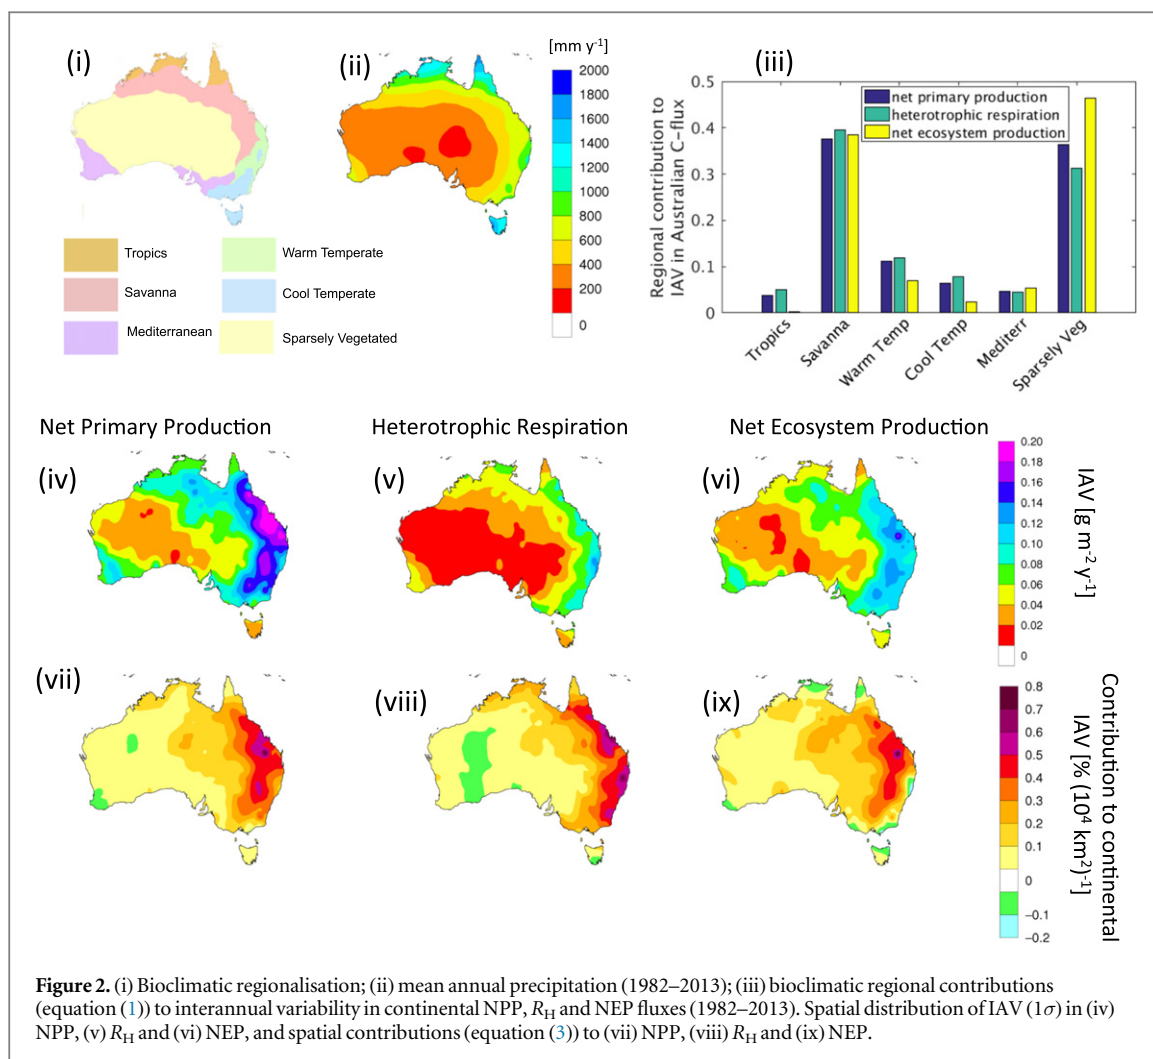 (i)
Tropics
Savanna
Mediterranean
Warm Temperate
Cool Temperate
Sparsely Vegetated
(ii)
[mm y⁻¹]
2000
1800
1600
1400
1200
1000
800
600
400
200
0
(iii)
Regional contribution to
IAV in Australian C−flux
0.5
0.4
0.3
0.2
0.1
0
net primary production
heterotrophic respiration
net ecosystem production
Tropics
Savanna
Warm Temp
Cool Temp
Mediterr
Sparsely Veg
Net Primary Production
Heterotrophic Respiration
Net Ecosystem Production
(iv)
(v)
(vi)
0.20
0.18
0.16
0.14
0.12
0.10
0.08
0.06
0.04
0.02
0
IAV [g m⁻² y⁻¹]
(vii)
(viii)
(ix)
0.8
0.7
0.6
0.5
0.4
0.3
0.2
0.1
0
−0.1
−0.2
Contribution to continental
IAV [% (10⁴ km²)⁻¹]
Figure 2. (i) Bioclimatic regionalisation; (ii) mean annual precipitation (1982–2013); (iii) bioclimatic regional contributions
(equation (1)) to interannual variability in continental NPP, R_H and NEP fluxes (1982–2013). Spatial distribution of IAV (1σ) in (iv)
NPP, (v) R_H and (vi) NEP, and spatial contributions (equation (3)) to (vii) NPP, (viii) R_H and (ix) NEP.